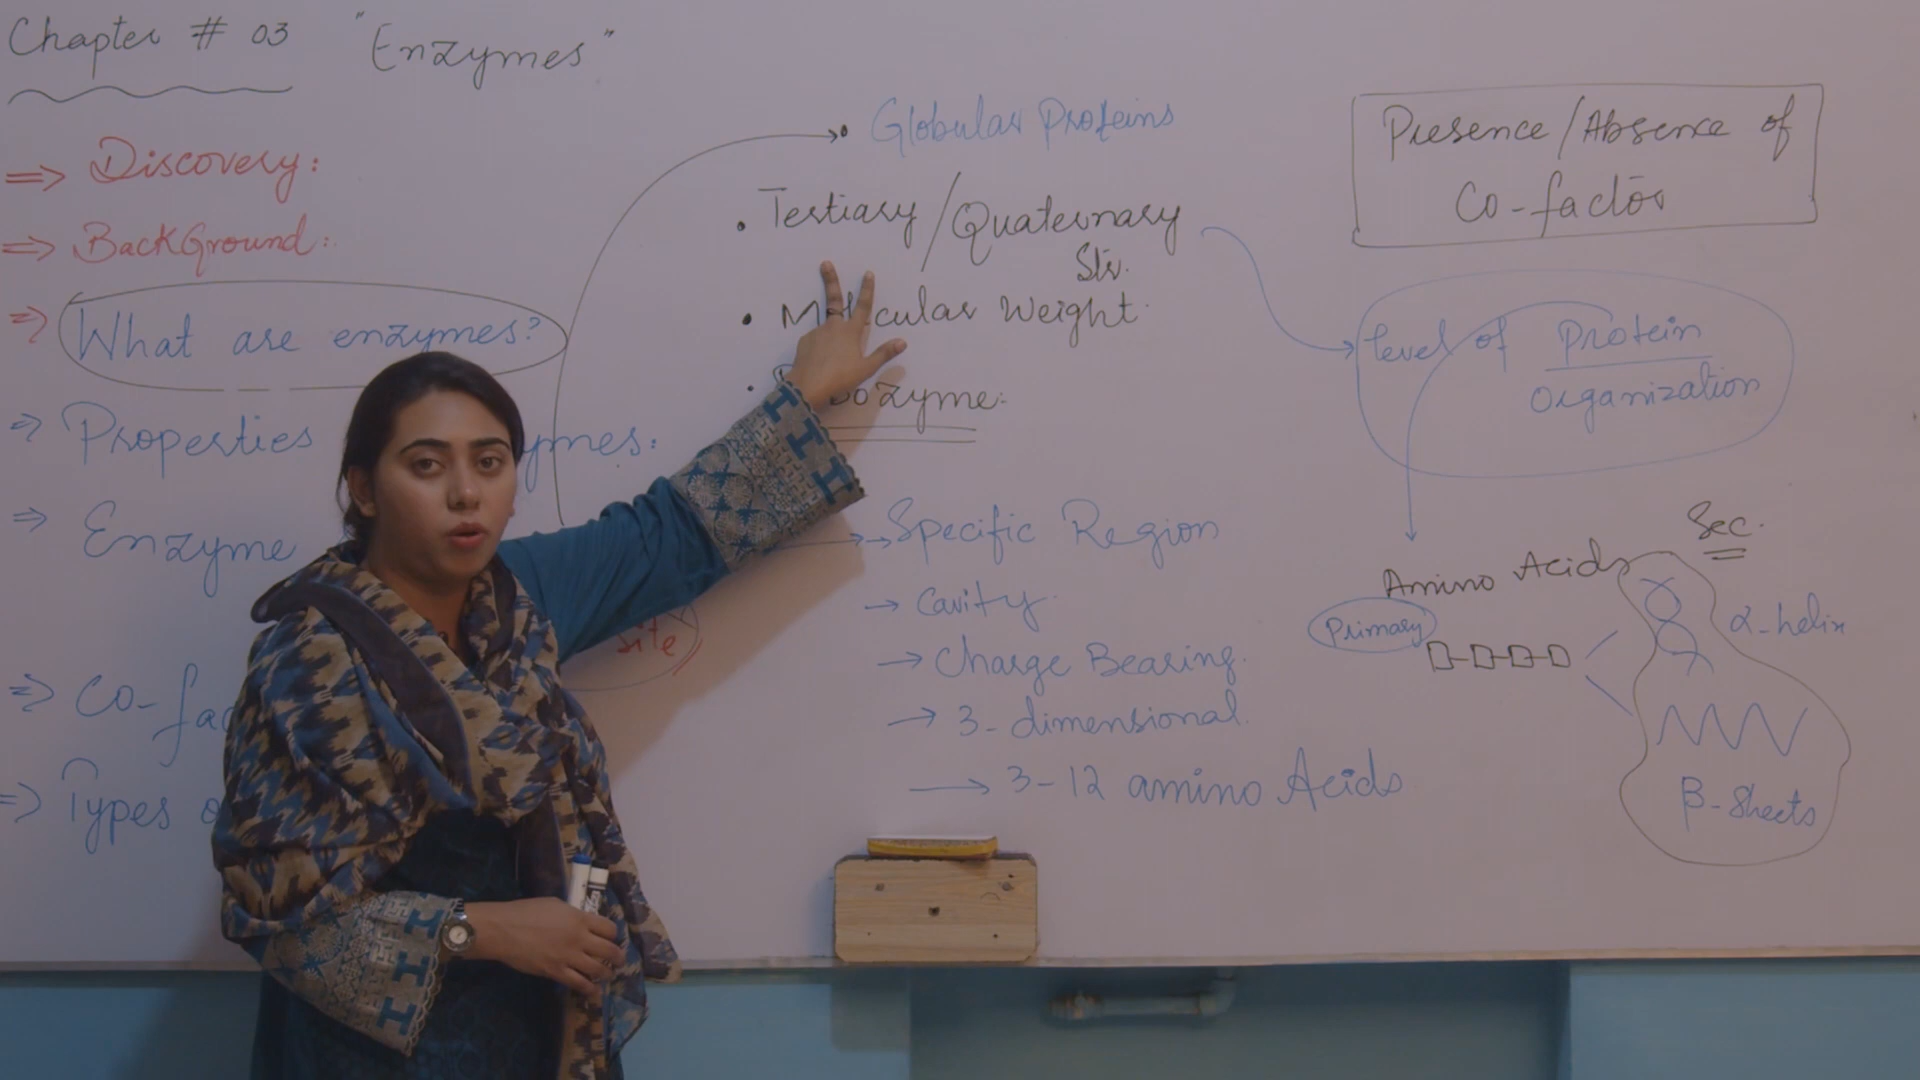 Chapter # 03 "Enzymes"
⇒ Discovery:
⇒ BackGround:
⇒ What are enzymes?
⇒ Properties ymes:
⇒ Enzyme
site
⇒ Co-fac
⇒ Types o
• Globular Proteins
• Tertiary/Quaternary
Str.
• Molecular Weight.
• ozyme:
→ Specific Region
→ Cavity
→ Charge Bearing.
→ 3-dimensional.
→ 3-12 amino Acids
Presence/Absence of
Co-factor
level of Protein
organization
Sec.
Amino Acids
Primary
α-helix
β-sheets